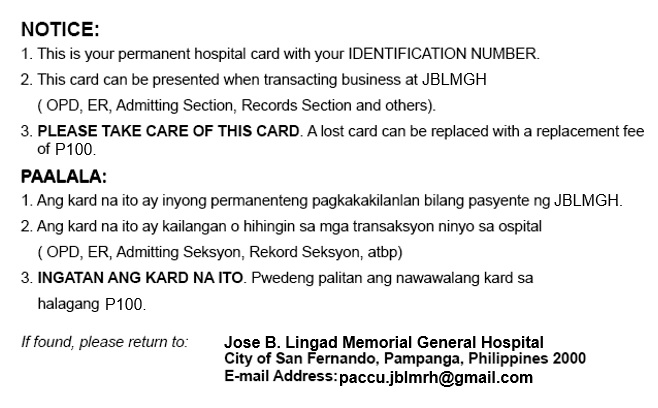 NOTICE:
1. This is your permanent hospital card with your IDENTIFICATION NUMBER.
2. This card can be presented when transacting business at JBLMGH
( OPD, ER, Admitting Section, Records Section and others).
3. PLEASE TAKE CARE OF THIS CARD. A lost card can be replaced with a replacement fee
of P100.
PAALALA:
1. Ang kard na ito ay inyong permanenteng pagkakakilanlan bilang pasyente ng JBLMGH.
2. Ang kard na ito ay kailangan o hihingin sa mga transaksyon ninyo sa ospital
( OPD, ER, Admitting Seksyon, Rekord Seksyon, atbp)
3. INGATAN ANG KARD NA ITO. Pwedeng palitan ang nawawalang kard sa
halagang P100.
If found, please return to: Jose B. Lingad Memorial General Hospital
City of San Fernando, Pampanga, Philippines 2000
E-mail Address:paccu.jblmrh@gmail.com